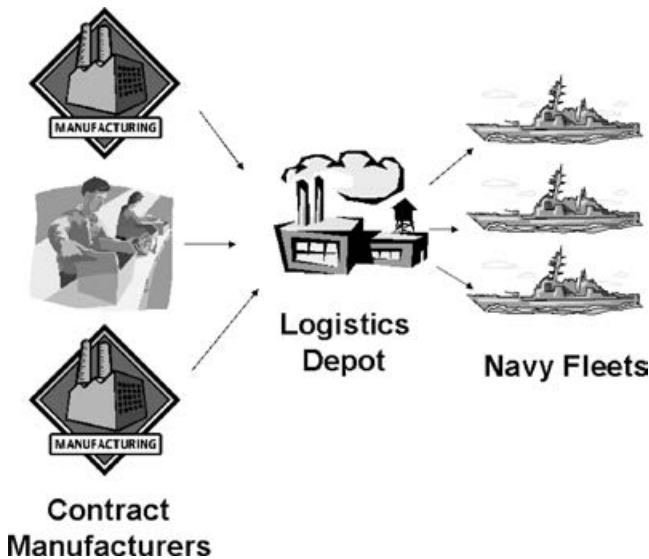 MANUFACTURING
Logistics
Depot
Navy Fleets
MANUFACTURING
Contract
Manufacturers